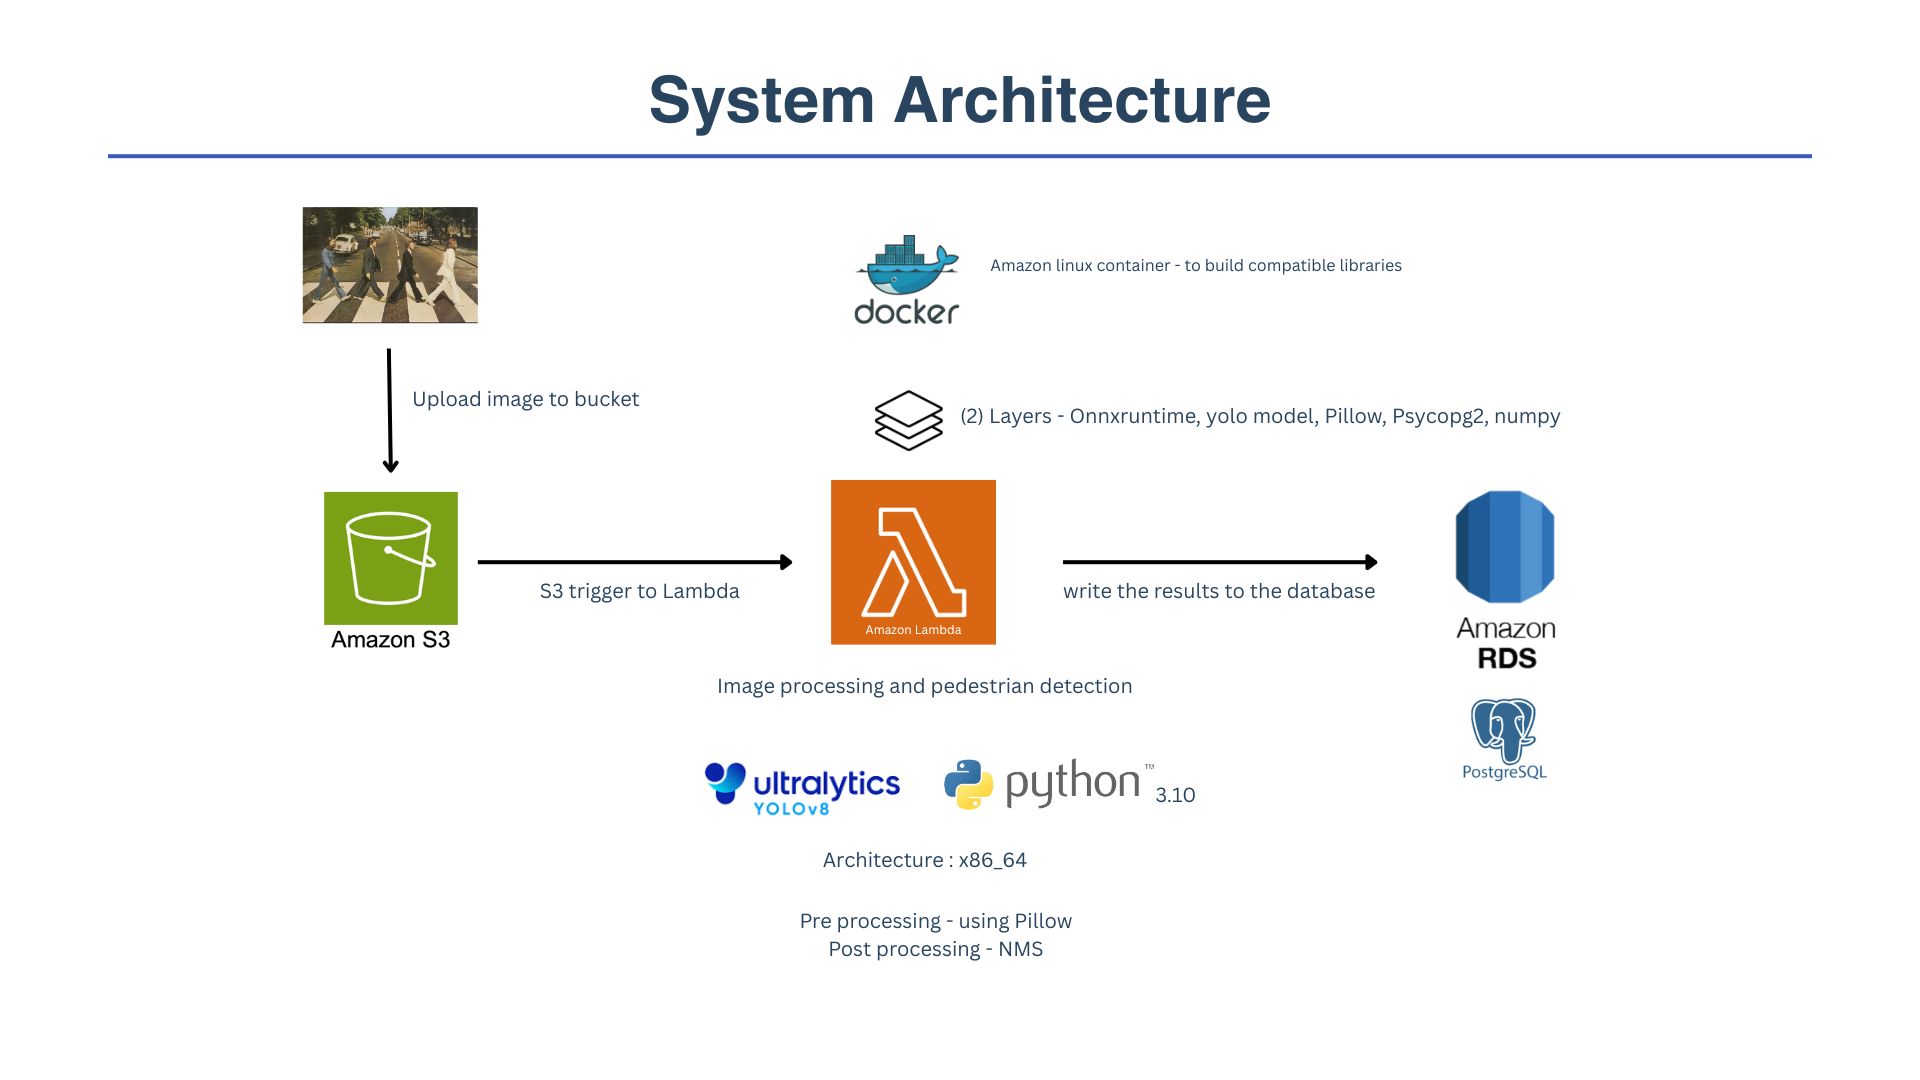 System Architecture
docker
Amazon linux container - to build compatible libraries
Upload image to bucket
(2) Layers - Onnxruntime, yolo model, Pillow, Psycopg2, numpy
Amazon S3
S3 trigger to Lambda
Amazon Lambda
write the results to the database
Amazon
RDS
Image processing and pedestrian detection
PostgreSQL
ultralytics
YOLOv8
python™
3.10
Architecture : x86_64
Pre processing - using Pillow
Post processing - NMS